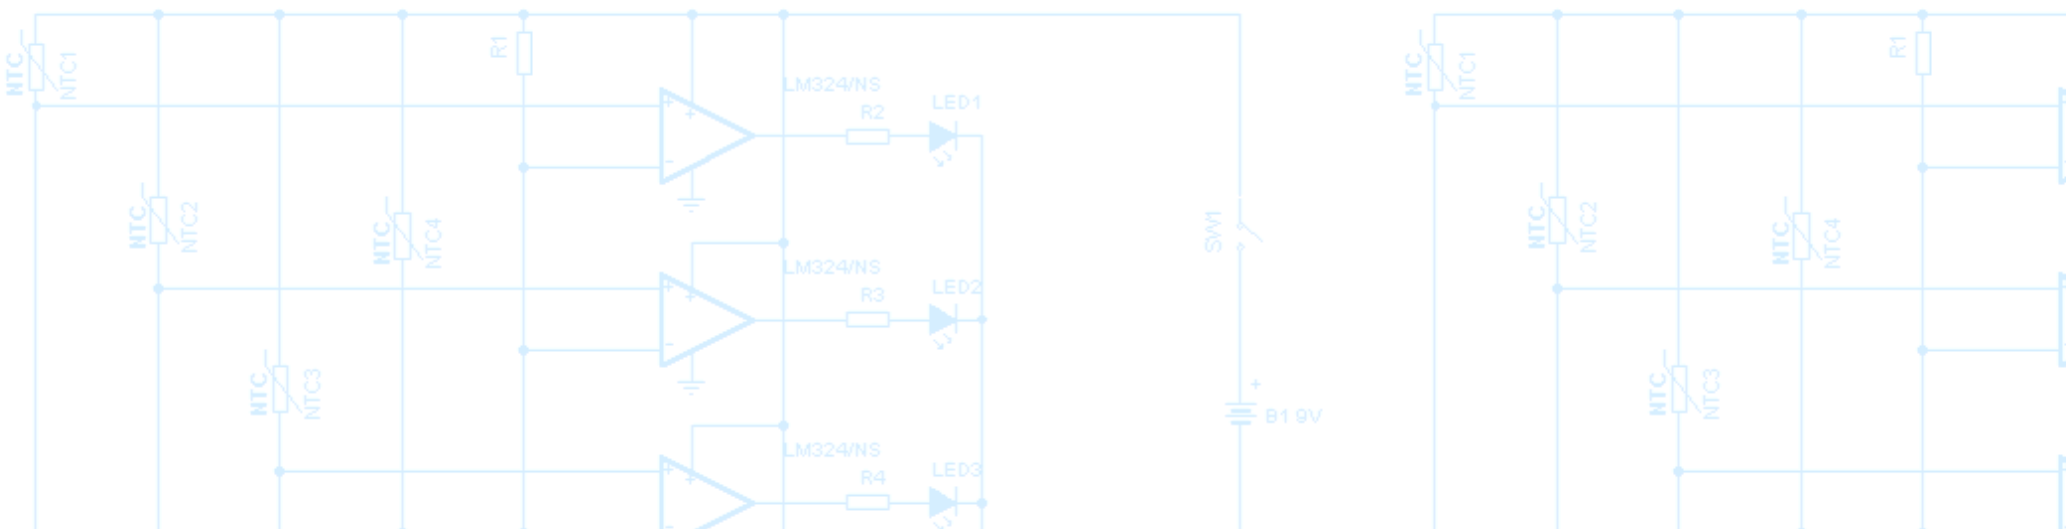 R1
R1
NTC
NTC1
NTC
NTC1
LM324/NS
LED1
R2
NTC
NTC2
NTC
NTC4
SW1
NTC
NTC2
NTC
NTC4
LM324/NS
LED2
R3
NTC
NTC3
B1 9V
NTC
NTC3
LM324/NS
LED3
R4